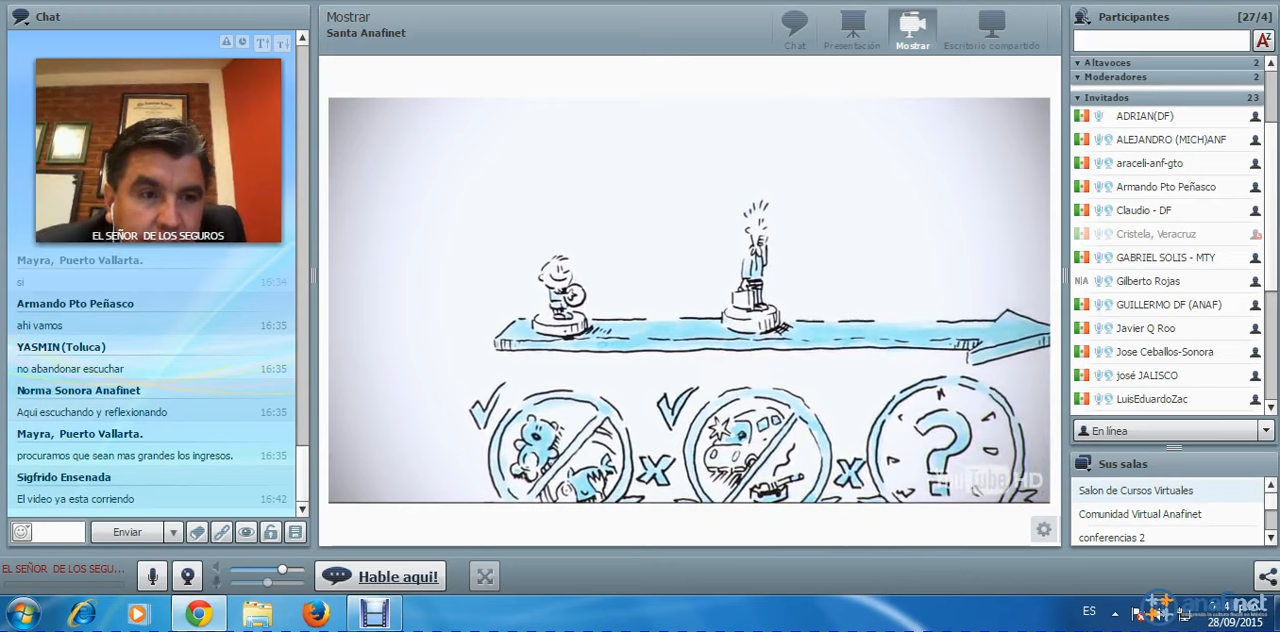 Chat
EL SEÑOR DE LOS SEGUROS
Mayra, Puerto Vallarta.
si 16:34
Armando Pto Peñasco
ahi vamos 16:35
YASMIN(Toluca)
no abandonar escuchar 16:35
Norma Sonora Anafinet
Aqui escuchando y reflexionando 16:35
Mayra, Puerto Vallarta.
procuramos que sean mas grandes los ingresos. 16:35
Sigfrido Ensenada
El video ya esta corriendo 16:42
Enviar
EL SEÑOR DE LOS SEGU...
Hable aqui!
Mostrar
Santa Anafinet
Chat
Presentación
Mostrar
Escritorio compartido
?
YouTube HD
Participantes [27/4]
Altavoces 2
Moderadores 2
Invitados 23
ADRIAN(DF)
ALEJANDRO (MICH)ANF
araceli-anf-gto
Armando Pto Peñasco
Claudio - DF
Cristela, Veracruz
GABRIEL SOLIS - MTY
N/A Gilberto Rojas
GUILLERMO DF (ANAF)
Javier Q Roo
Jose Ceballos-Sonora
josé JALISCO
LuisEduardoZac
En línea
Sus salas
Salon de Cursos Virtuales
Comunidad Virtual Anafinet
conferencias 2
ES
anafinet
28/09/2015